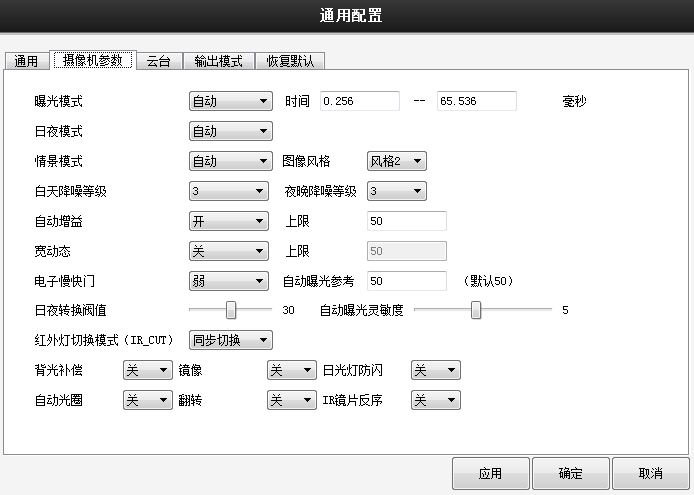 通用配置
通用 摄像机参数 云台 输出模式 恢复默认
曝光模式 自动 时间 0.256 -- 65.536 毫秒
日夜模式 自动
情景模式 自动 图像风格 风格2
白天降噪等级 3 夜晚降噪等级 3
自动增益 开 上限 50
宽动态 关 上限 50
电子慢快门 弱 自动曝光参考 50 (默认50)
日夜转换阀值 30 自动曝光灵敏度 5
红外灯切换模式(IR_CUT) 同步切换
背光补偿 关 镜像 关 日光灯防闪 关
自动光圈 关 翻转 关 IR镜片反序 关
应用 确定 取消